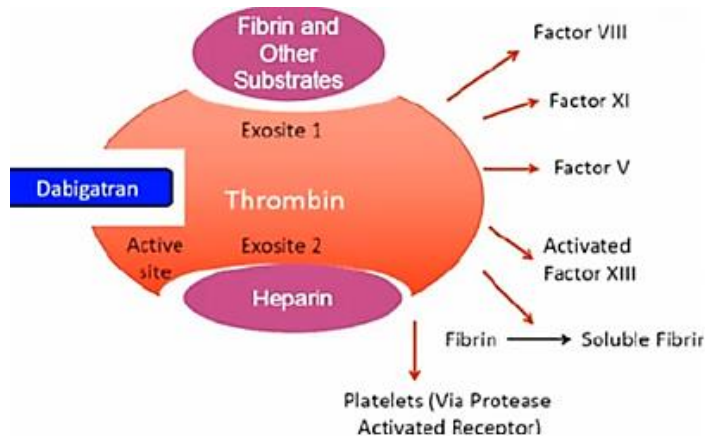 Fibrin and
Other
Substrates
Factor VIII
Factor XI
Exosite 1
Factor V
Dabigatran
Thrombin
Active
site
Exosite 2
Activated
Factor XIII
Heparin
Fibrin
Soluble Fibrin
Platelets (Via Protease
Activated Receptor)